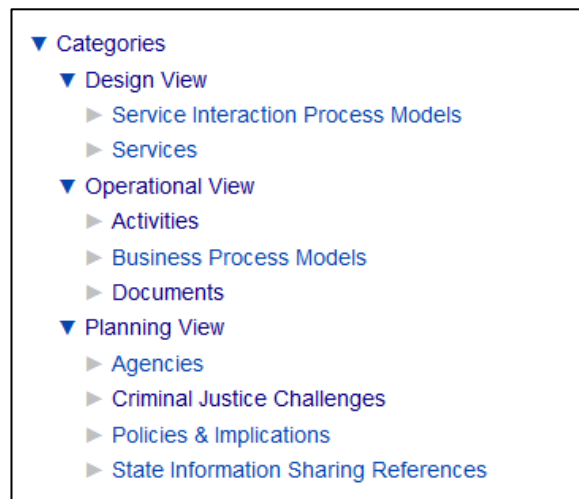 Categories
Design View
Service Interaction Process Models
Services
Operational View
Activities
Business Process Models
Documents
Planning View
Agencies
Criminal Justice Challenges
Policies & Implications
State Information Sharing References